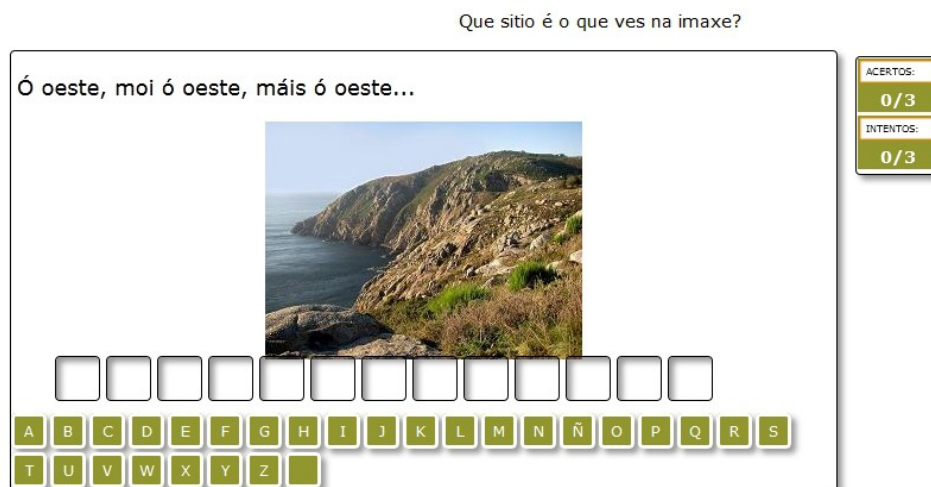 Que sitio é o que ves na imaxe?
Ó oeste, moi ó oeste, máis ó oeste...
ACERTOS:
0/3
INTENTOS:
0/3
A B C D E F G H I J K L M N Ñ O P Q R S
T U V W X Y Z